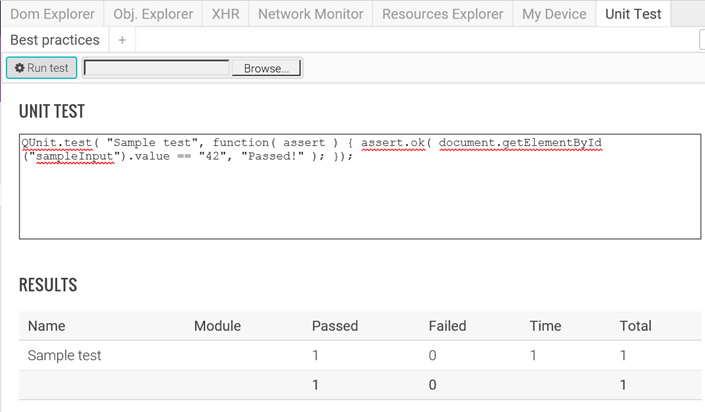 Dom Explorer Obj. Explorer XHR Network Monitor Resources Explorer My Device Unit Test
Best practices +
Run test Browse...
UNIT TEST
QUnit.test( "Sample test", function( assert ) { assert.ok( document.getElementById
("sampleInput").value == "42", "Passed!" ); });
RESULTS
Name Module Passed Failed Time Total
Sample test 1 0 1 1
1 0 1